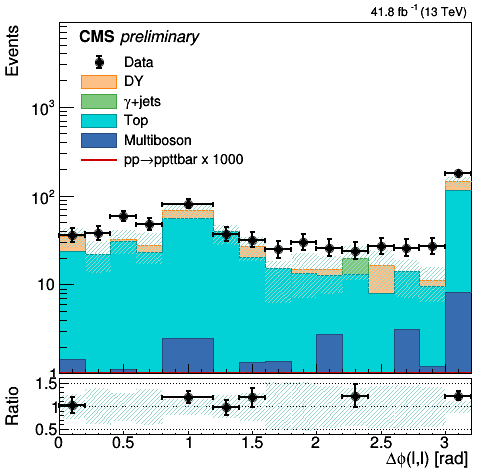 41.8 fb⁻¹ (13 TeV)
Events
CMS preliminary
Data
DY
γ+jets
Top
Multiboson
pp→ppttbar x 1000
10³
10²
10
1
Ratio
1.5
1
0.5
0 0.5 1 1.5 2 2.5 3
Δϕ(l,l) [rad]